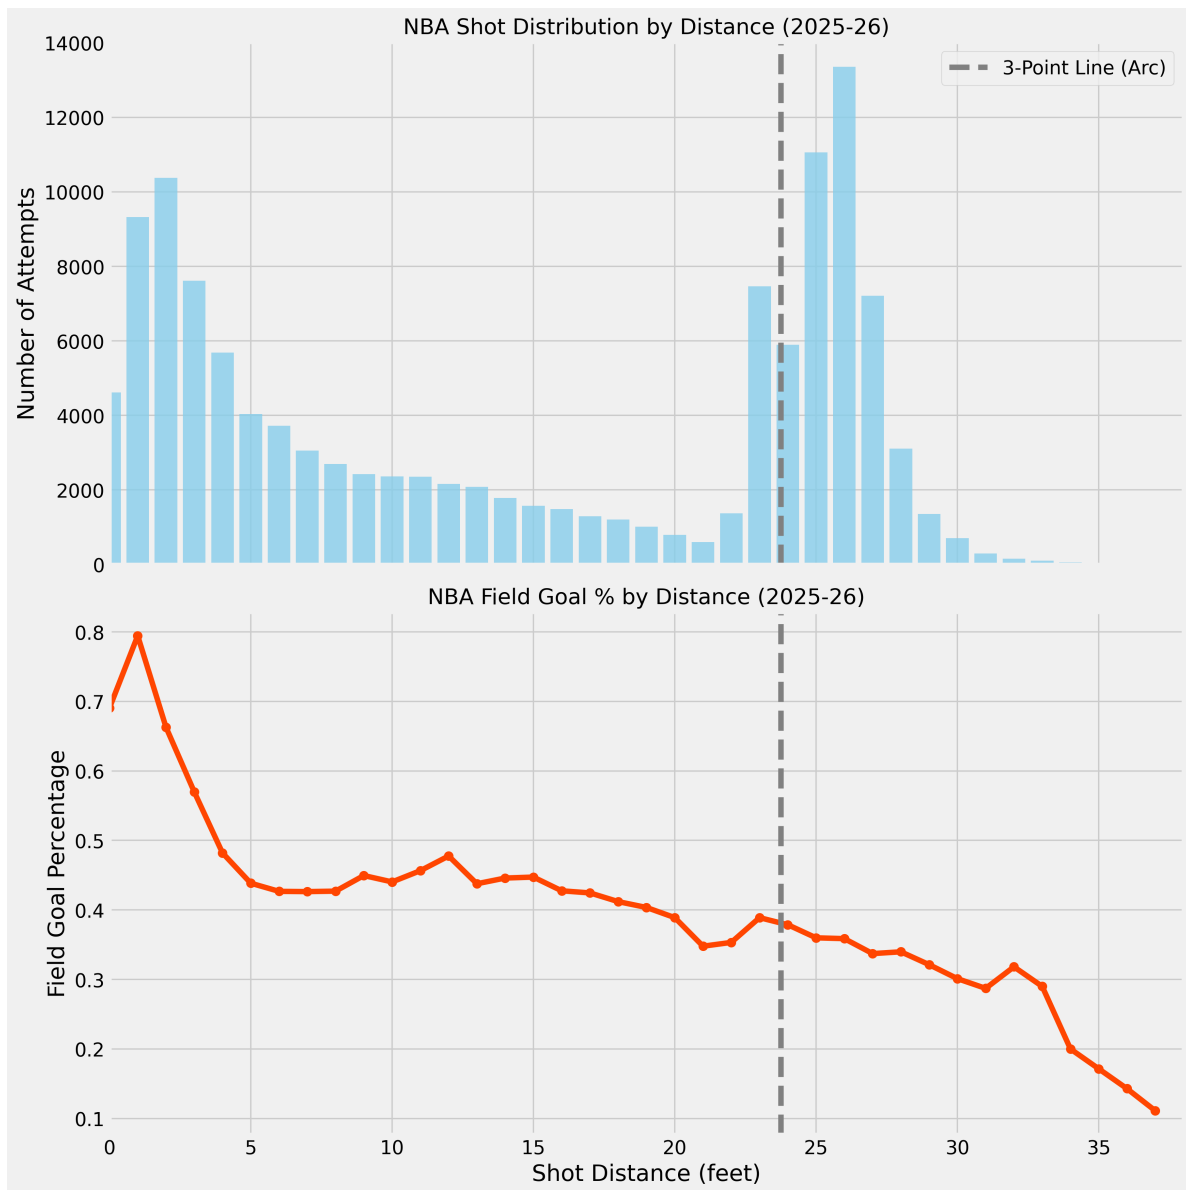 NBA Shot Distribution by Distance (2025-26)
14000
12000
10000
8000
6000
4000
2000
0
Number of Attempts
3-Point Line (Arc)
NBA Field Goal % by Distance (2025-26)
0.8
0.7
0.6
0.5
0.4
0.3
0.2
0.1
Field Goal Percentage
0 5 10 15 20 25 30 35
Shot Distance (feet)